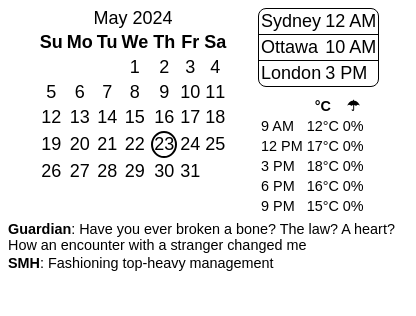 May 2024
Su Mo Tu We Th Fr Sa
1 2 3 4
5 6 7 8 9 10 11
12 13 14 15 16 17 18
19 20 21 22 23 24 25
26 27 28 29 30 31
Sydney 12 AM
Ottawa 10 AM
London 3 PM
°C ☂
9 AM 12°C 0%
12 PM 17°C 0%
3 PM 18°C 0%
6 PM 16°C 0%
9 PM 15°C 0%
Guardian: Have you ever broken a bone? The law? A heart?
How an encounter with a stranger changed me
SMH: Fashioning top-heavy management